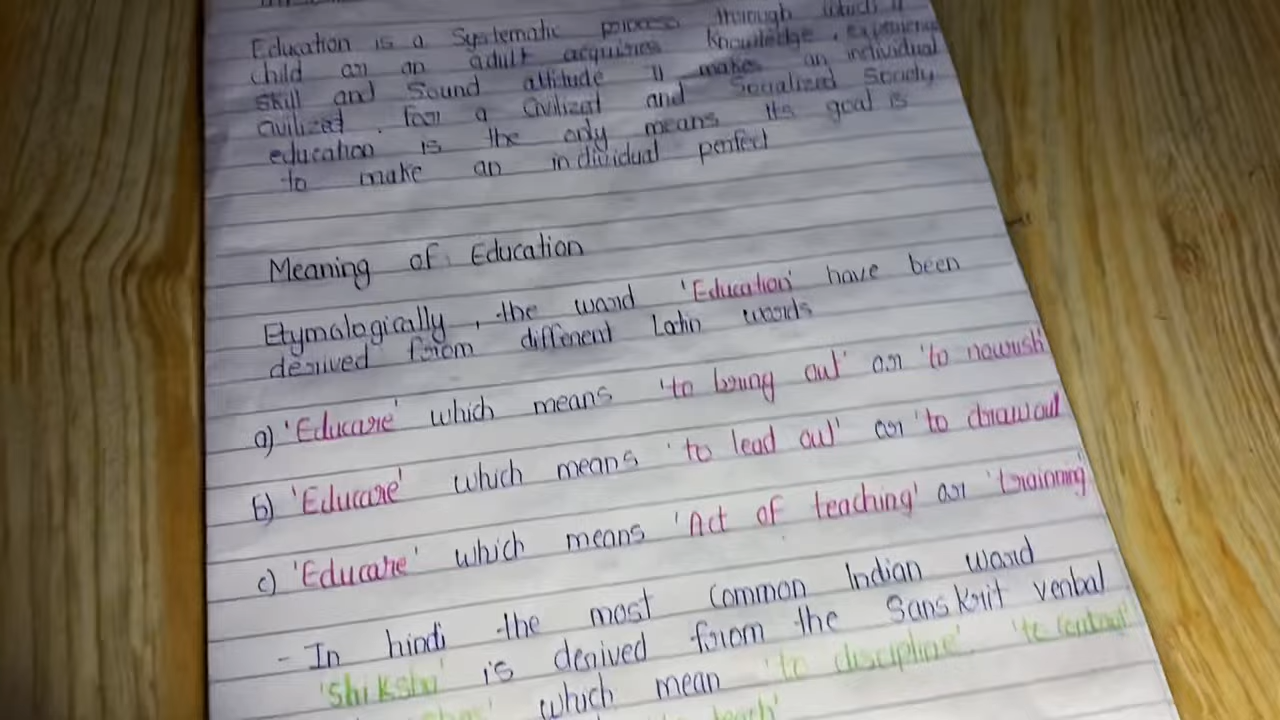 Education is a Systematic process through which a
child or an adult acquires knowledge, experience
skill and Sound attitude It makes an individual
civilized. For a Civilized and Socialized Society
education is the only means its goal is
to make an individual perfect
Meaning of Education
Etymologically, the word 'Education' have been
derived from different Latin words
a) 'Educare' which means 'to bring out' or 'to nourish'
b) 'Educare' which means 'to lead out' or 'to drawout
c) 'Educare' which means 'Act of teaching' or 'training'
- In hindi the most common Indian word
'Shiksha' is derived from the Sanskrit verbal
which mean 'to discipline', 'to control'
teach'